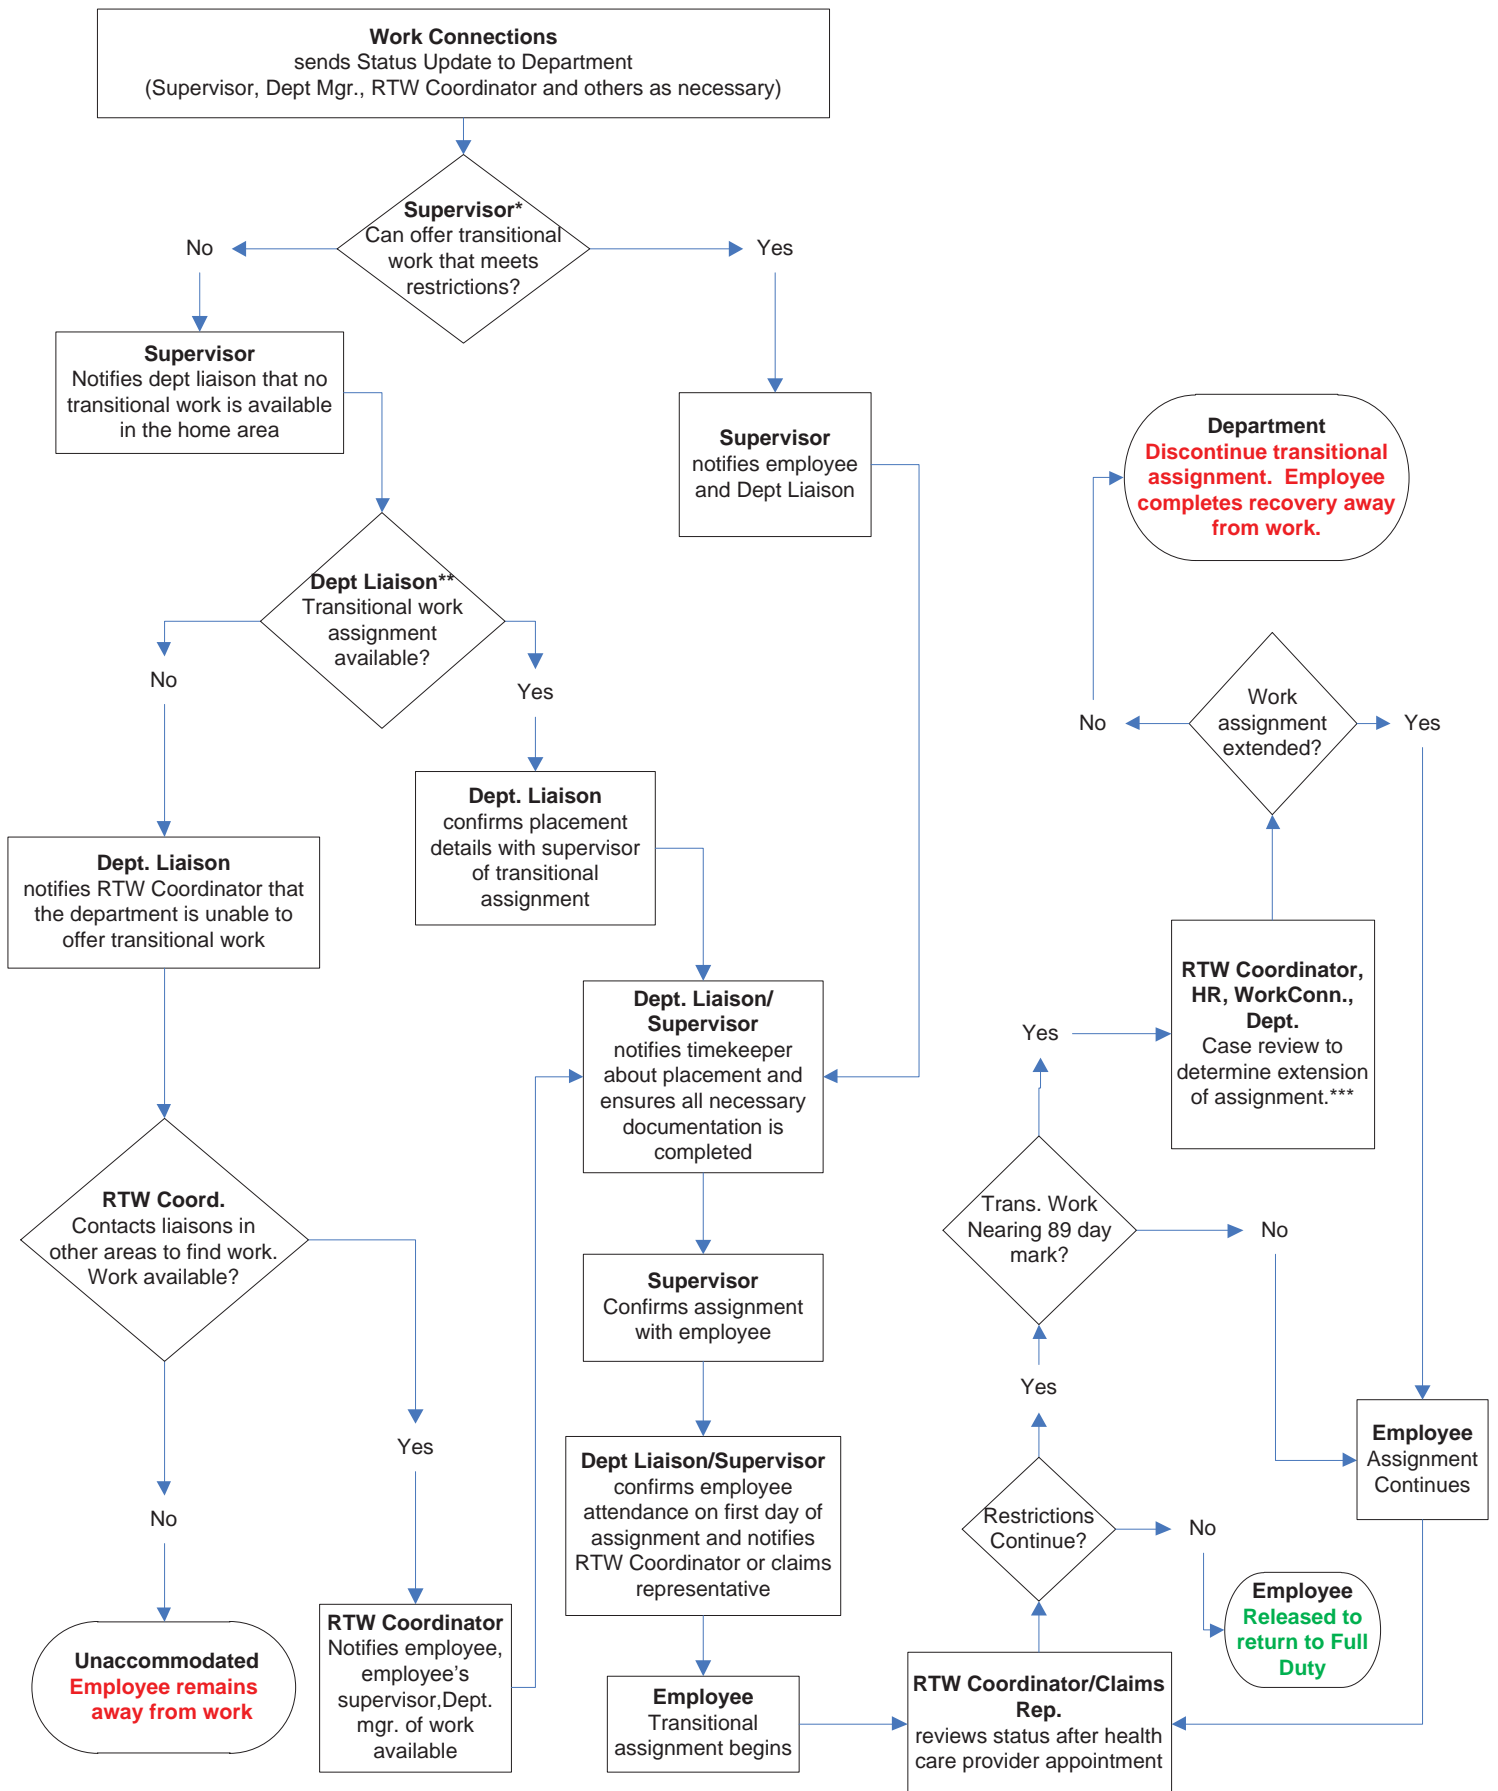 Work Connections
sends Status Update to Department
(Supervisor, Dept Mgr., RTW Coordinator and others as necessary)
Supervisor*
Can offer transitional
work that meets
restrictions?
No
Yes
Supervisor
Notifies dept liaison that no
transitional work is available
in the home area
Supervisor
notifies employee
and Dept Liaison
Dept Liaison**
Transitional work
assignment
available?
No
Yes
Dept. Liaison
confirms placement
details with supervisor
of transitional
assignment
Dept. Liaison
notifies RTW Coordinator that
the department is unable to
offer transitional work
Dept. Liaison/
Supervisor
notifies timekeeper
about placement and
ensures all necessary
documentation is
completed
RTW Coord.
Contacts liaisons in
other areas to find work.
Work available?
No
Yes
Unaccommodated
Employee remains
away from work
RTW Coordinator
Notifies employee,
employee's
supervisor,Dept.
mgr. of work
available
Supervisor
Confirms assignment
with employee
Dept Liaison/Supervisor
confirms employee
attendance on first day of
assignment and notifies
RTW Coordinator or claims
representative
Employee
Transitional
assignment begins
RTW Coordinator/Claims
Rep.
reviews status after health
care provider appointment
Restrictions
Continue?
No
Employee
Released to
return to Full
Duty
Yes
Trans. Work
Nearing 89 day
mark?
No
Yes
RTW Coordinator,
HR, WorkConn.,
Dept.
Case review to
determine extension
of assignment.***
Work
assignment
extended?
No
Yes
Department
Discontinue transitional
assignment.  Employee
completes recovery away
from work.
Employee
Assignment
Continues